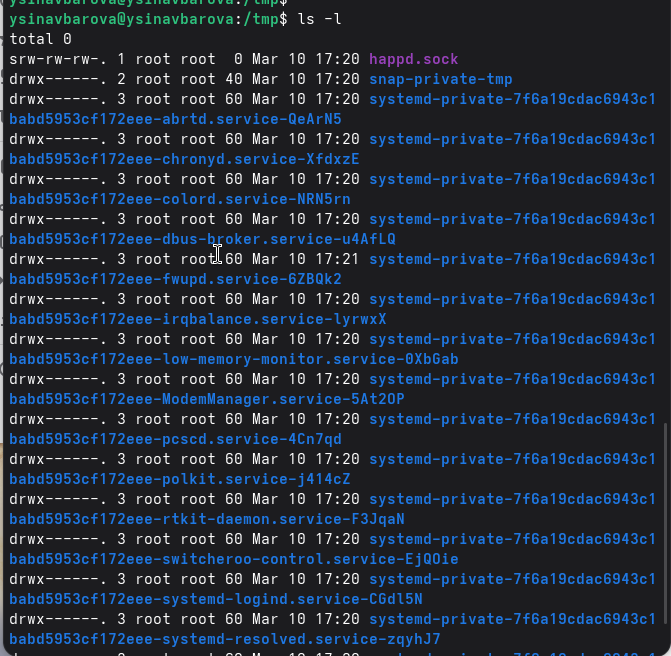 ysinavbarova@ysinavbarova:/tmp$
ysinavbarova@ysinavbarova:/tmp$ ls -l
total 0
srw-rw-rw-. 1 root root  0 Mar 10 17:20 happd.sock
drwx------. 2 root root 40 Mar 10 17:20 snap-private-tmp
drwx------. 3 root root 60 Mar 10 17:20 systemd-private-7f6a19cdac6943c1
babd5953cf172eee-abrtd.service-QeArN5
drwx------. 3 root root 60 Mar 10 17:20 systemd-private-7f6a19cdac6943c1
babd5953cf172eee-chronyd.service-XfdxzE
drwx------. 3 root root 60 Mar 10 17:20 systemd-private-7f6a19cdac6943c1
babd5953cf172eee-colord.service-NRN5rn
drwx------. 3 root root 60 Mar 10 17:20 systemd-private-7f6a19cdac6943c1
babd5953cf172eee-dbus-broker.service-u4AfLQ
drwx------. 3 root root 60 Mar 10 17:21 systemd-private-7f6a19cdac6943c1
babd5953cf172eee-fwupd.service-6ZBQk2
drwx------. 3 root root 60 Mar 10 17:20 systemd-private-7f6a19cdac6943c1
babd5953cf172eee-irqbalance.service-lyrwxX
drwx------. 3 root root 60 Mar 10 17:20 systemd-private-7f6a19cdac6943c1
babd5953cf172eee-low-memory-monitor.service-0XbGab
drwx------. 3 root root 60 Mar 10 17:20 systemd-private-7f6a19cdac6943c1
babd5953cf172eee-ModemManager.service-5At2OP
drwx------. 3 root root 60 Mar 10 17:20 systemd-private-7f6a19cdac6943c1
babd5953cf172eee-pcscd.service-4Cn7qd
drwx------. 3 root root 60 Mar 10 17:20 systemd-private-7f6a19cdac6943c1
babd5953cf172eee-polkit.service-j414cZ
drwx------. 3 root root 60 Mar 10 17:20 systemd-private-7f6a19cdac6943c1
babd5953cf172eee-rtkit-daemon.service-F3JqaN
drwx------. 3 root root 60 Mar 10 17:20 systemd-private-7f6a19cdac6943c1
babd5953cf172eee-switcheroo-control.service-EjQOie
drwx------. 3 root root 60 Mar 10 17:20 systemd-private-7f6a19cdac6943c1
babd5953cf172eee-systemd-logind.service-CGdl5N
drwx------. 3 root root 60 Mar 10 17:20 systemd-private-7f6a19cdac6943c1
babd5953cf172eee-systemd-resolved.service-zqyhJ7